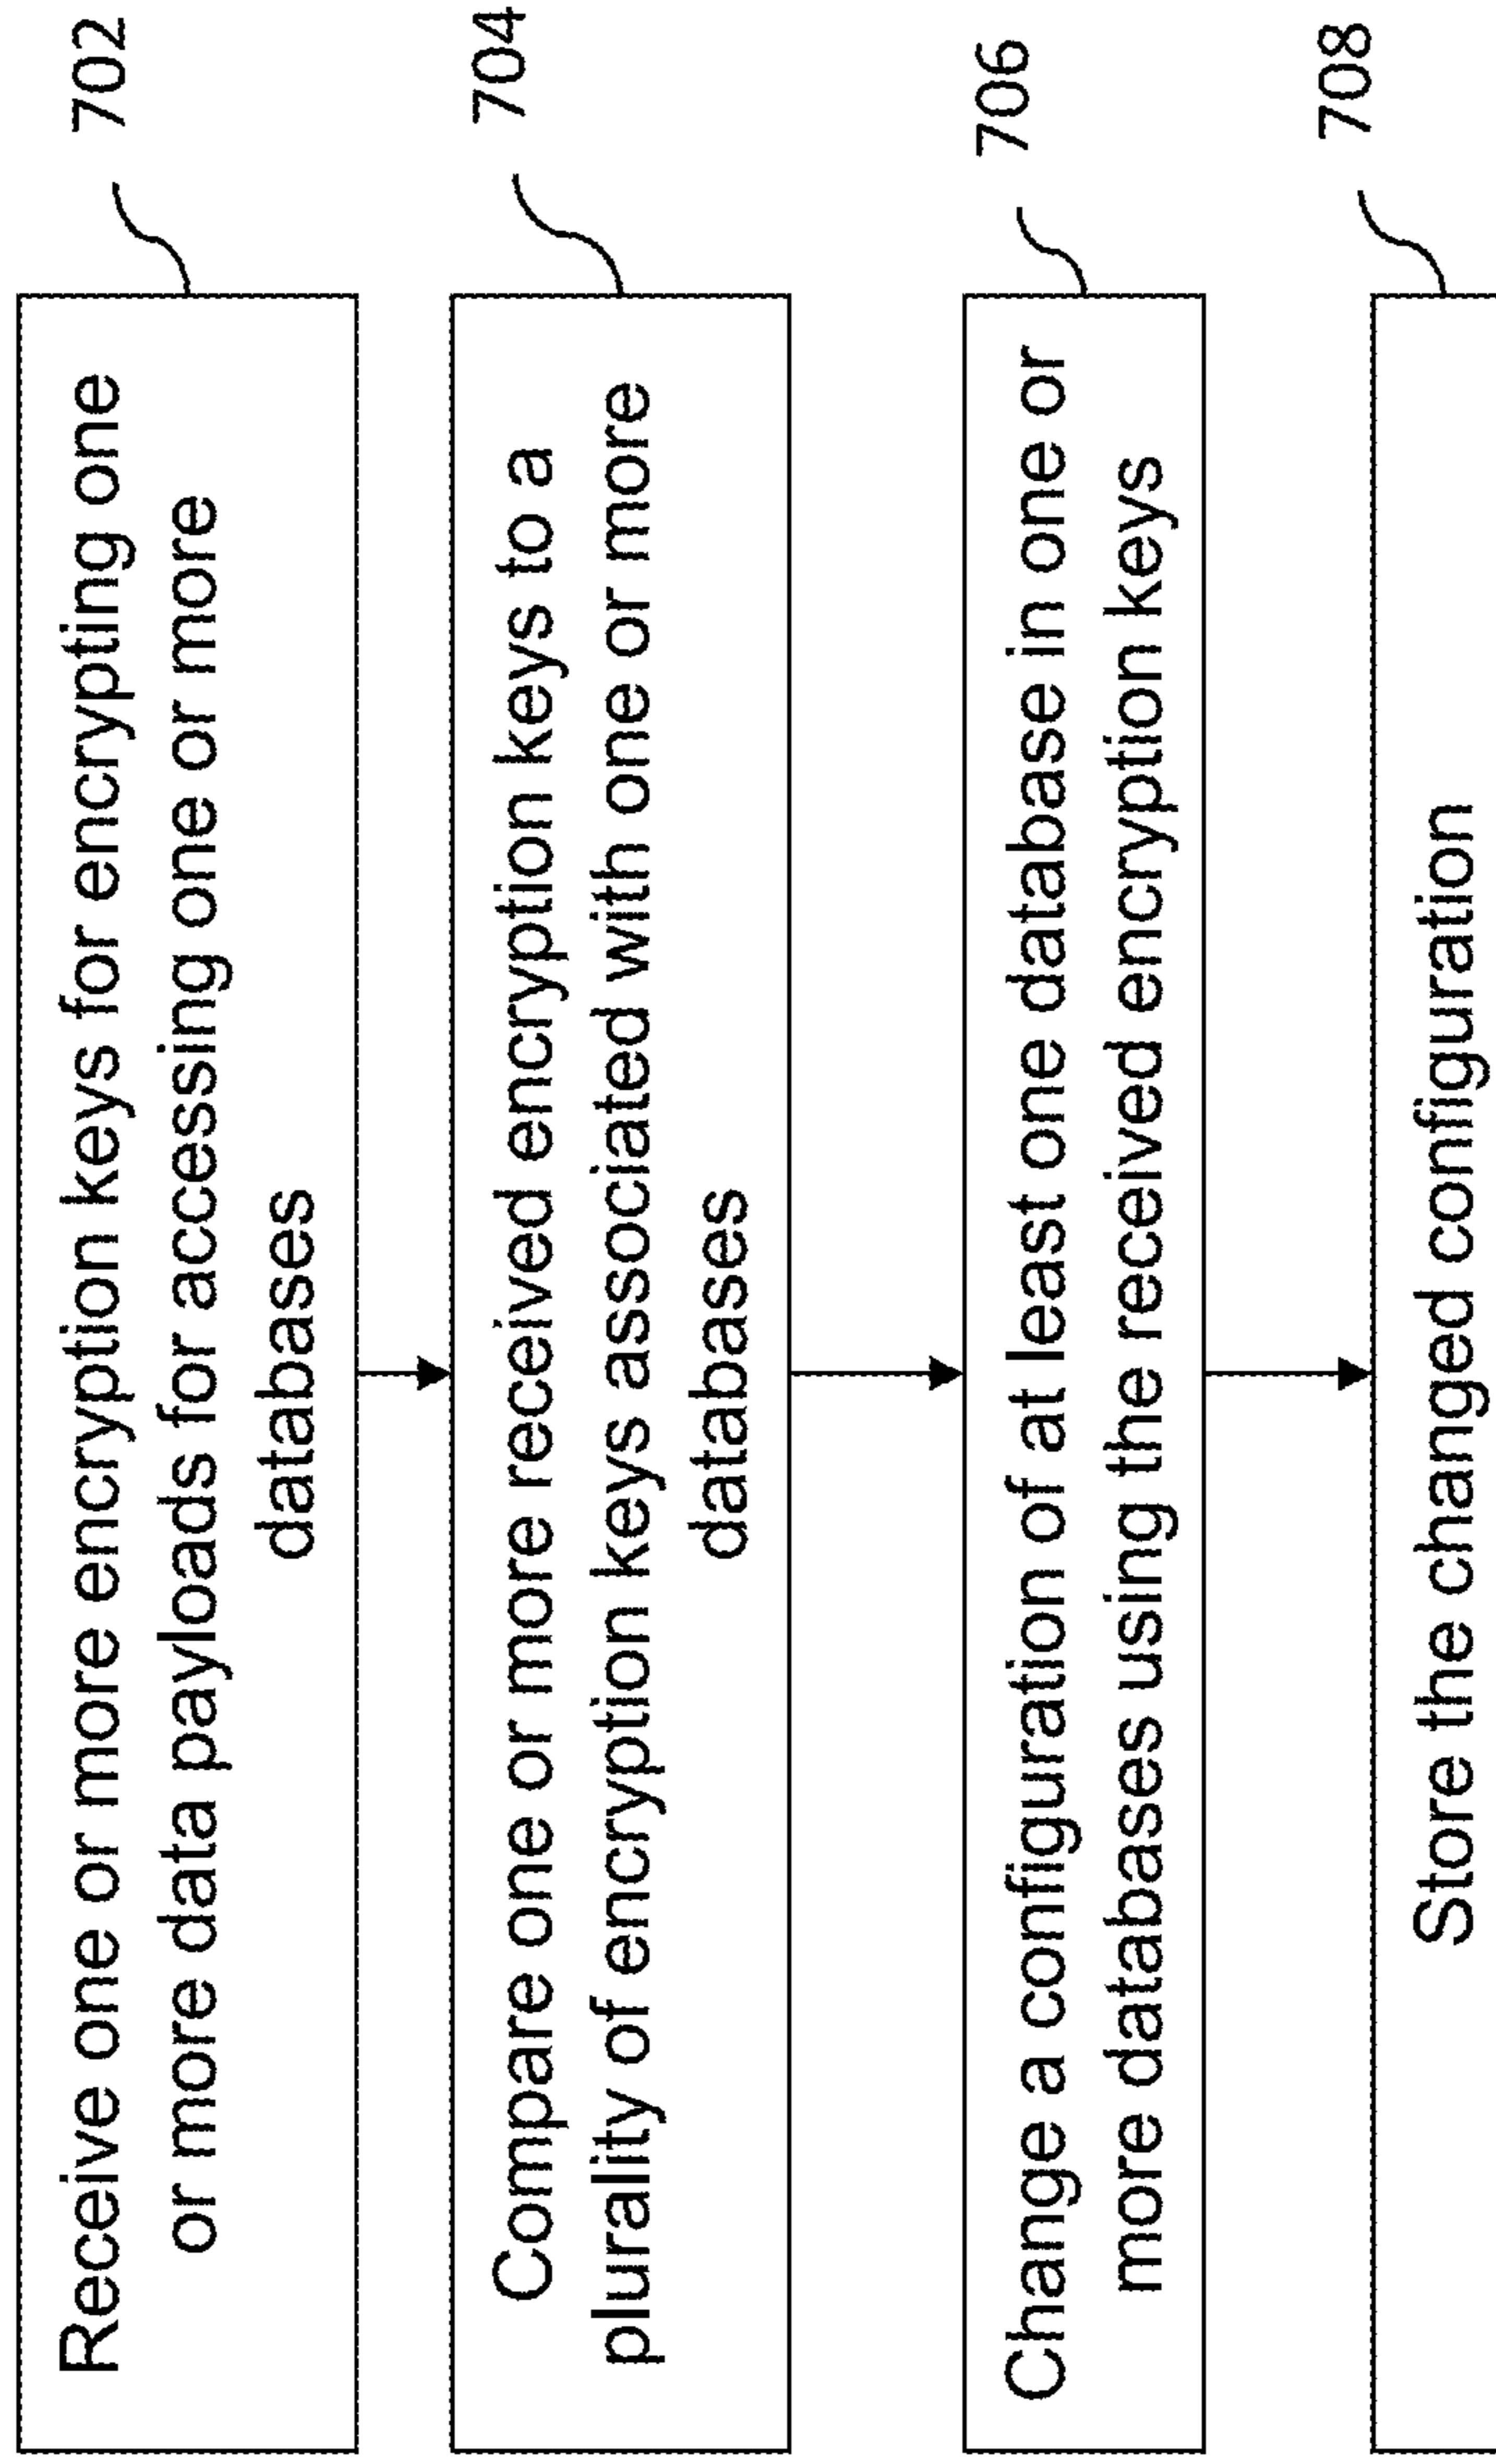 Receive one or more encryption keys for encrypting one
or more data payloads for accessing one or more
databases
702
Compare one or more received encryption keys to a
plurality of encryption keys associated with one or more
databases
704
Change a configuration of at least one database in one or
more databases using the received encryption keys
706
Store the changed configuration
708